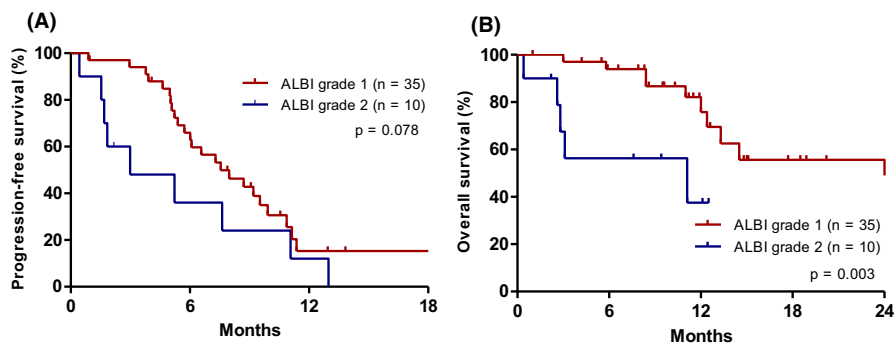 (A)
Progression-free survival (%)
100
80
60
40
20
0
ALBI grade 1 (n = 35)
ALBI grade 2 (n = 10)
p = 0.078
0 6 12 18
Months
(B)
Overall survival (%)
100
80
60
40
20
0
ALBI grade 1 (n = 35)
ALBI grade 2 (n = 10)
p = 0.003
0 6 12 18 24
Months